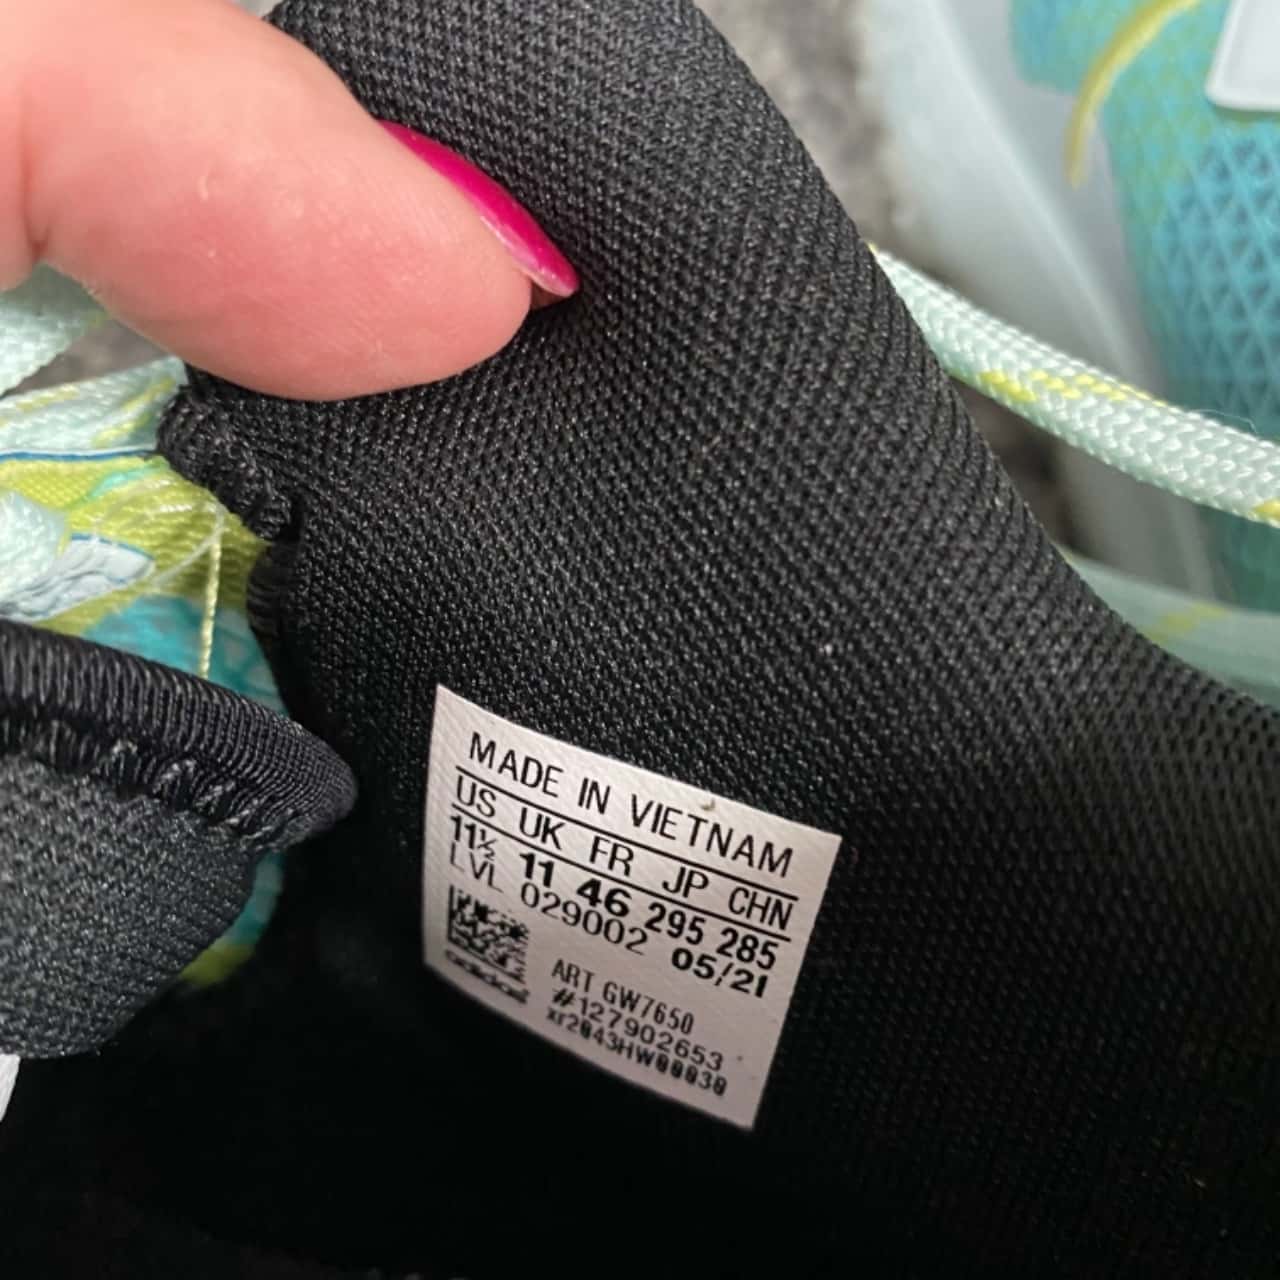 MADE IN VIETNAM
US UK FR JP CHN
11½ 11 46 295 285
LVL 029002 05/21
adidas
ART GW7650
#127902653
xr2043HW00030